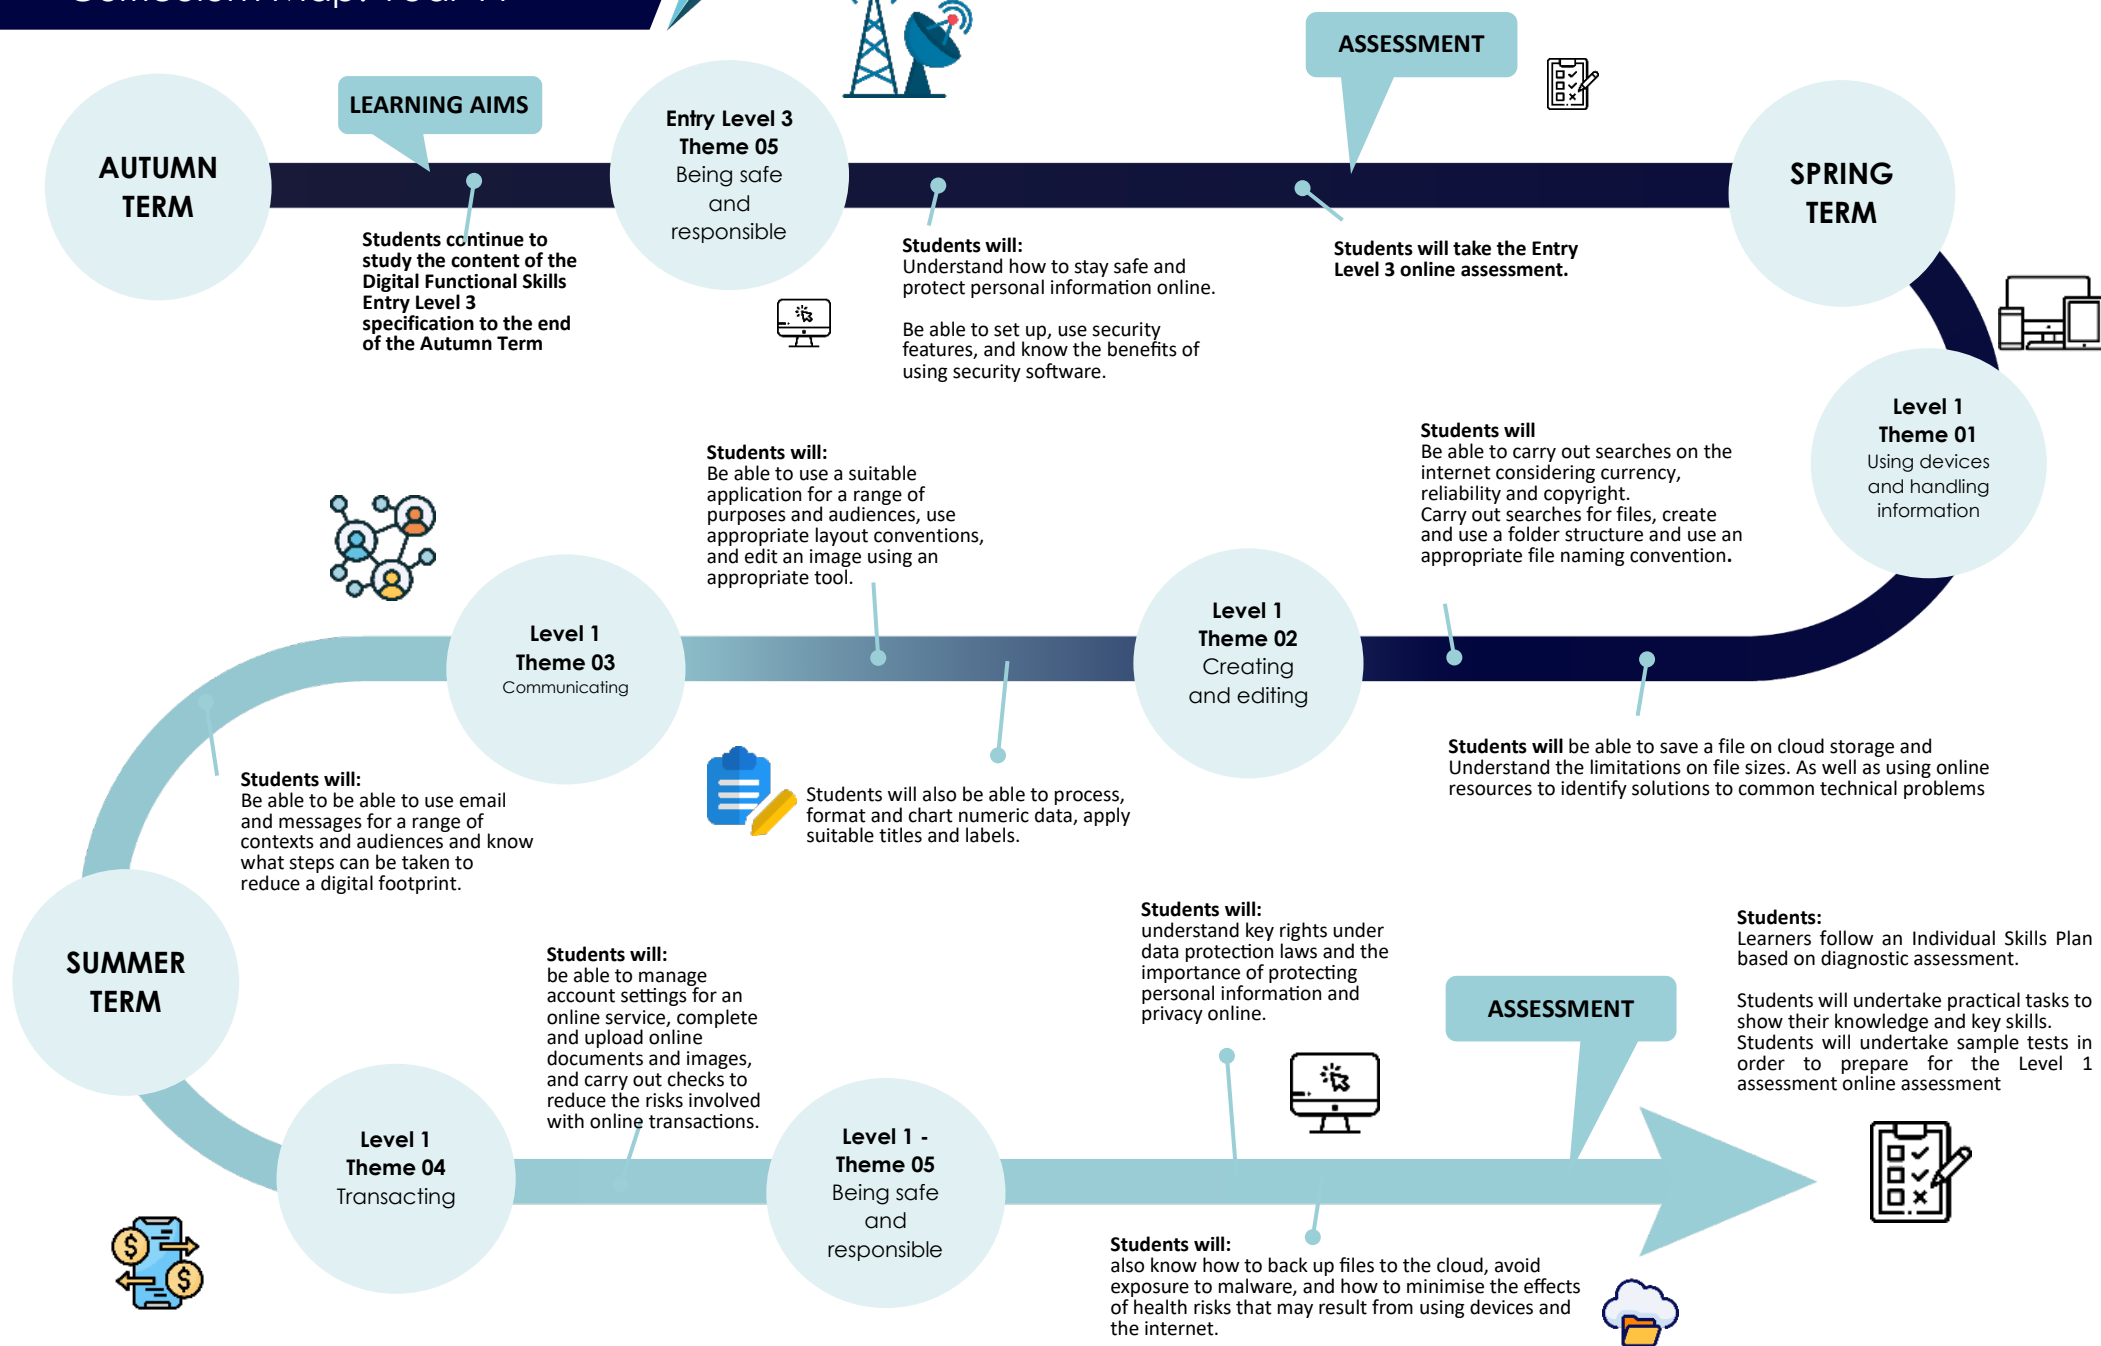 AUTUMN
TERM
LEARNING AIMS
Students continue to
study the content of the
Digital Functional Skills
Entry Level 3
specification to the end
of the Autumn Term
Entry Level 3
Theme 05
Being safe
and
responsible
Students will:
Understand how to stay safe and
protect personal information online.
Be able to set up, use security
features, and know the benefits of
using security software.
ASSESSMENT
Students will take the Entry
Level 3 online assessment.
SPRING
TERM
Level 1
Theme 01
Using devices
and handling
information
Students will
Be able to carry out searches on the
internet considering currency,
reliability and copyright.
Carry out searches for files, create
and use a folder structure and use an
appropriate file naming convention.
Students will be able to save a file on cloud storage and
Understand the limitations on file sizes. As well as using online
resources to identify solutions to common technical problems
Level 1
Theme 02
Creating
and editing
Students will:
Be able to use a suitable
application for a range of
purposes and audiences, use
appropriate layout conventions,
and edit an image using an
appropriate tool.
Students will also be able to process,
format and chart numeric data, apply
suitable titles and labels.
Level 1
Theme 03
Communicating
Students will:
Be able to be able to use email
and messages for a range of
contexts and audiences and know
what steps can be taken to
reduce a digital footprint.
SUMMER
TERM
Level 1
Theme 04
Transacting
Students will:
be able to manage
account settings for an
online service, complete
and upload online
documents and images,
and carry out checks to
reduce the risks involved
with online transactions.
Level 1 -
Theme 05
Being safe
and
responsible
Students will:
understand key rights under
data protection laws and the
importance of protecting
personal information and
privacy online.
Students will:
also know how to back up files to the cloud, avoid
exposure to malware, and how to minimise the effects
of health risks that may result from using devices and
the internet.
ASSESSMENT
Students:
Learners follow an Individual Skills Plan
based on diagnostic assessment.
Students will undertake practical tasks to
show their knowledge and key skills.
Students will undertake sample tests in
order to prepare for the Level 1
assessment online assessment